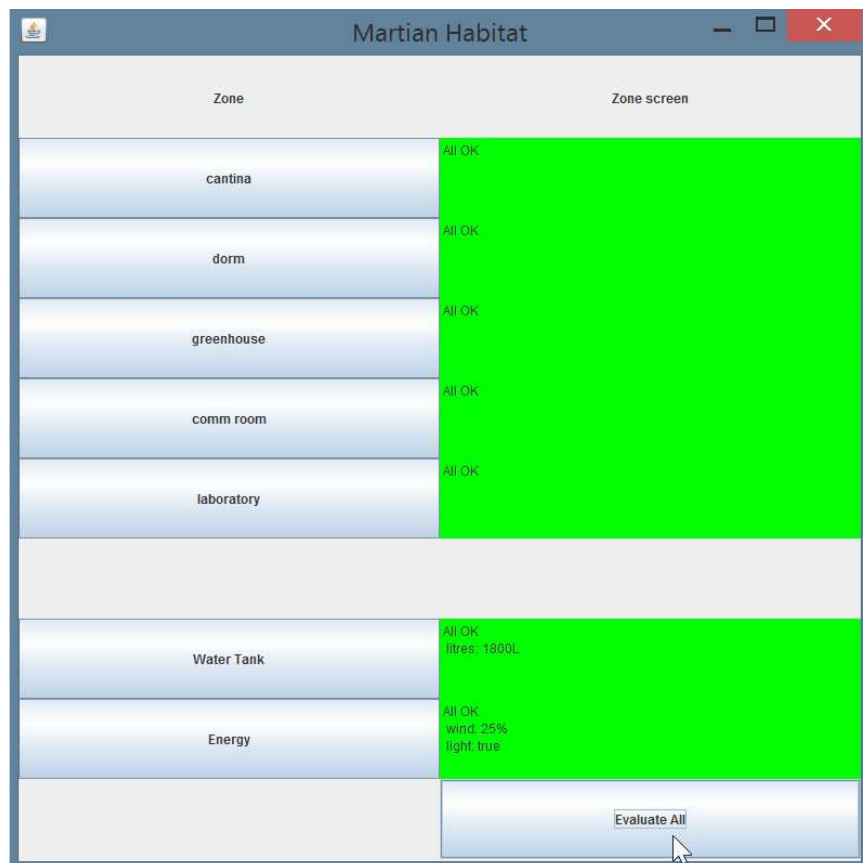 Martian Habitat
Zone
Zone screen
cantina
All OK
dorm
All OK
greenhouse
All OK
comm room
All OK
laboratory
All OK
Water Tank
All OK
litres: 1800L
Energy
All OK
wind: 25%
light: true
Evaluate All